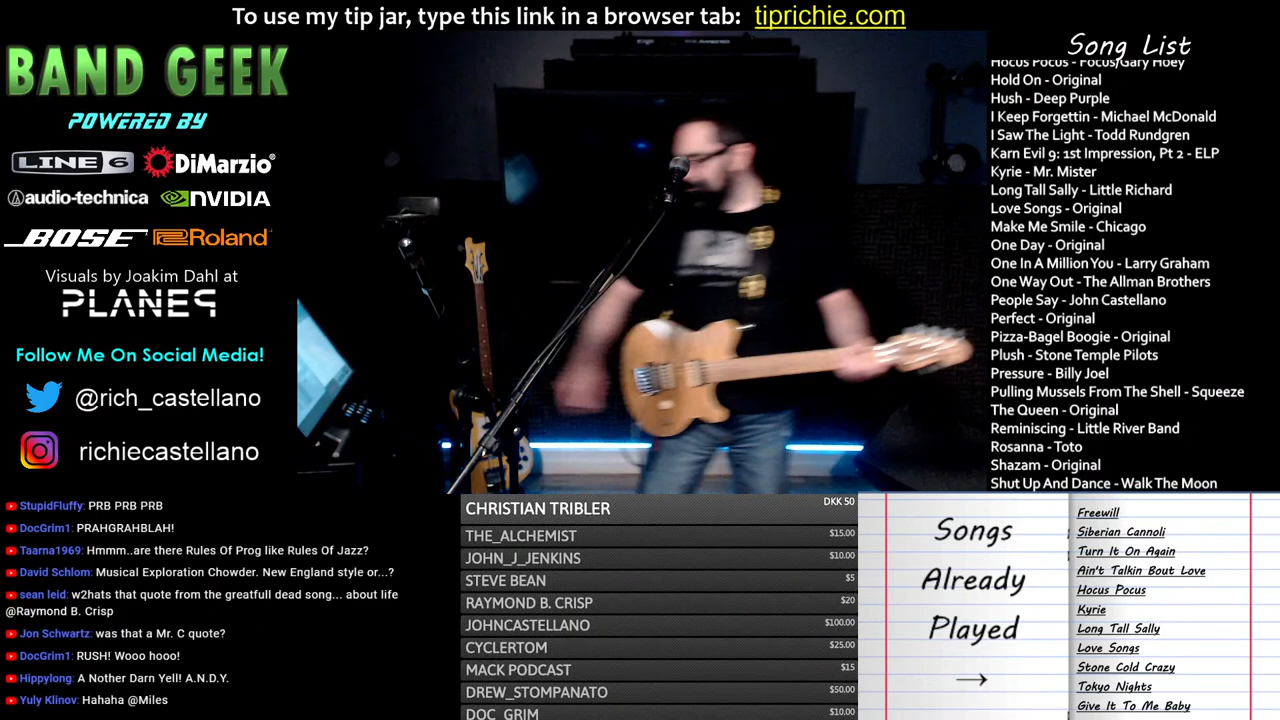 To use my tip jar, type this link in a browser tab: tiprichie.com
BAND GEEK
POWERED BY
LINE 6 DiMarzio®
audio-technica NVIDIA
BOSE Roland
Visuals by Joakim Dahl at
PLANE9
Follow Me On Social Media!
@rich_castellano
richiecastellano
Song List
Hocus Pocus - Focus/Gary Hoey
Hold On - Original
Hush - Deep Purple
I Keep Forgettin - Michael McDonald
I Saw The Light - Todd Rundgren
Karn Evil 9: 1st Impression, Pt 2 - ELP
Kyrie - Mr. Mister
Long Tall Sally - Little Richard
Love Songs - Original
Make Me Smile - Chicago
One Day - Original
One In A Million You - Larry Graham
One Way Out - The Allman Brothers
People Say - John Castellano
Perfect - Original
Pizza-Bagel Boogie - Original
Plush - Stone Temple Pilots
Pressure - Billy Joel
Pulling Mussels From The Shell - Squeeze
The Queen - Original
Reminiscing - Little River Band
Rosanna - Toto
Shazam - Original
Shut Up And Dance - Walk The Moon
StupidFluffy: PRB PRB PRB
DocGrim1: PRAHGRAHBLAH!
Taarna1969: Hmmm..are there Rules Of Prog like Rules Of Jazz?
David Schlom: Musical Exploration Chowder. New England style or...?
sean leid: w2hats that quote from the greatfull dead song... about life
@Raymond B. Crisp
Jon Schwartz: was that a Mr. C quote?
DocGrim1: RUSH! Wooo hooo!
Hippylong: A Nother Darn Yell! A.N.D.Y.
Yuly Klinov: Hahaha @Miles
CHRISTIAN TRIBLER DKK 50
THE_ALCHEMIST $15.00
JOHN_J_JENKINS $10.00
STEVE BEAN $5
RAYMOND B. CRISP $20
JOHNCASTELLANO $100.00
CYCLERTOM $25.00
MACK PODCAST $15
DREW_STOMPANATO $50.00
DOC_GRIM $10.00
Songs
Already
Played
→
Freewill
Siberian Cannoli
Turn It On Again
Ain't Talkin Bout Love
Hocus Pocus
Kyrie
Long Tall Sally
Love Songs
Stone Cold Crazy
Tokyo Nights
Give It To Me Baby